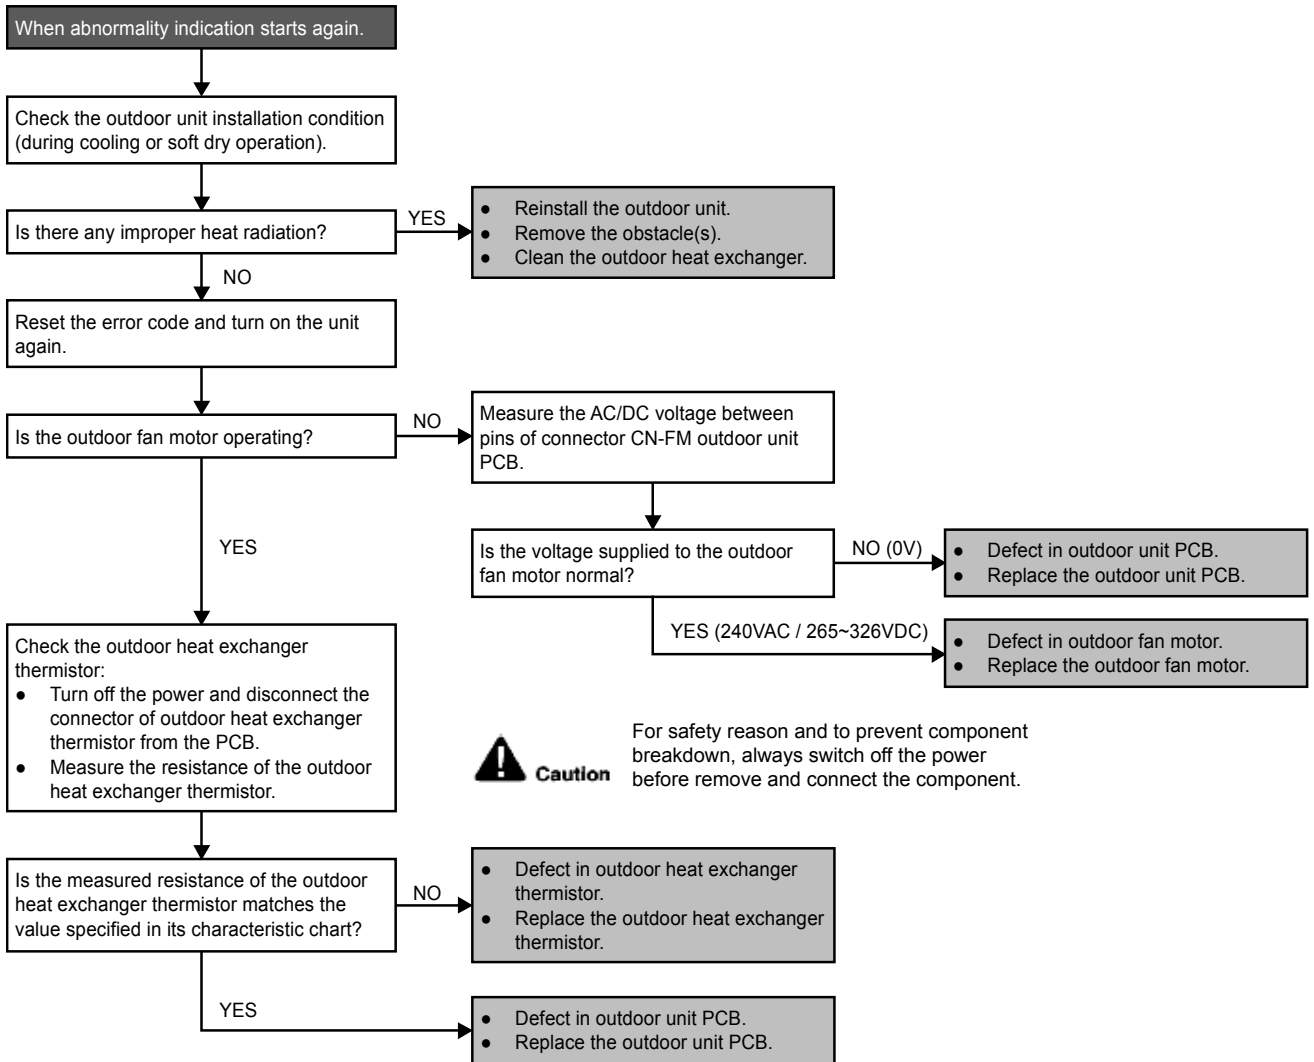 When abnormality indication starts again.
Check the outdoor unit installation condition
(during cooling or soft dry operation).
Is there any improper heat radiation?
YES
● Reinstall the outdoor unit.
● Remove the obstacle(s).
● Clean the outdoor heat exchanger.
NO
Reset the error code and turn on the unit
again.
Is the outdoor fan motor operating?
NO
Measure the AC/DC voltage between
pins of connector CN-FM outdoor unit
PCB.
YES
Is the voltage supplied to the outdoor
fan motor normal?
NO (0V)
● Defect in outdoor unit PCB.
● Replace the outdoor unit PCB.
YES (240VAC / 265~326VDC)
● Defect in outdoor fan motor.
● Replace the outdoor fan motor.
Check the outdoor heat exchanger
thermistor:
● Turn off the power and disconnect the
connector of outdoor heat exchanger
thermistor from the PCB.
● Measure the resistance of the outdoor
heat exchanger thermistor.
Caution
For safety reason and to prevent component
breakdown, always switch off the power
before remove and connect the component.
Is the measured resistance of the outdoor
heat exchanger thermistor matches the
value specified in its characteristic chart?
NO
● Defect in outdoor heat exchanger
thermistor.
● Replace the outdoor heat exchanger
thermistor.
YES
● Defect in outdoor unit PCB.
● Replace the outdoor unit PCB.